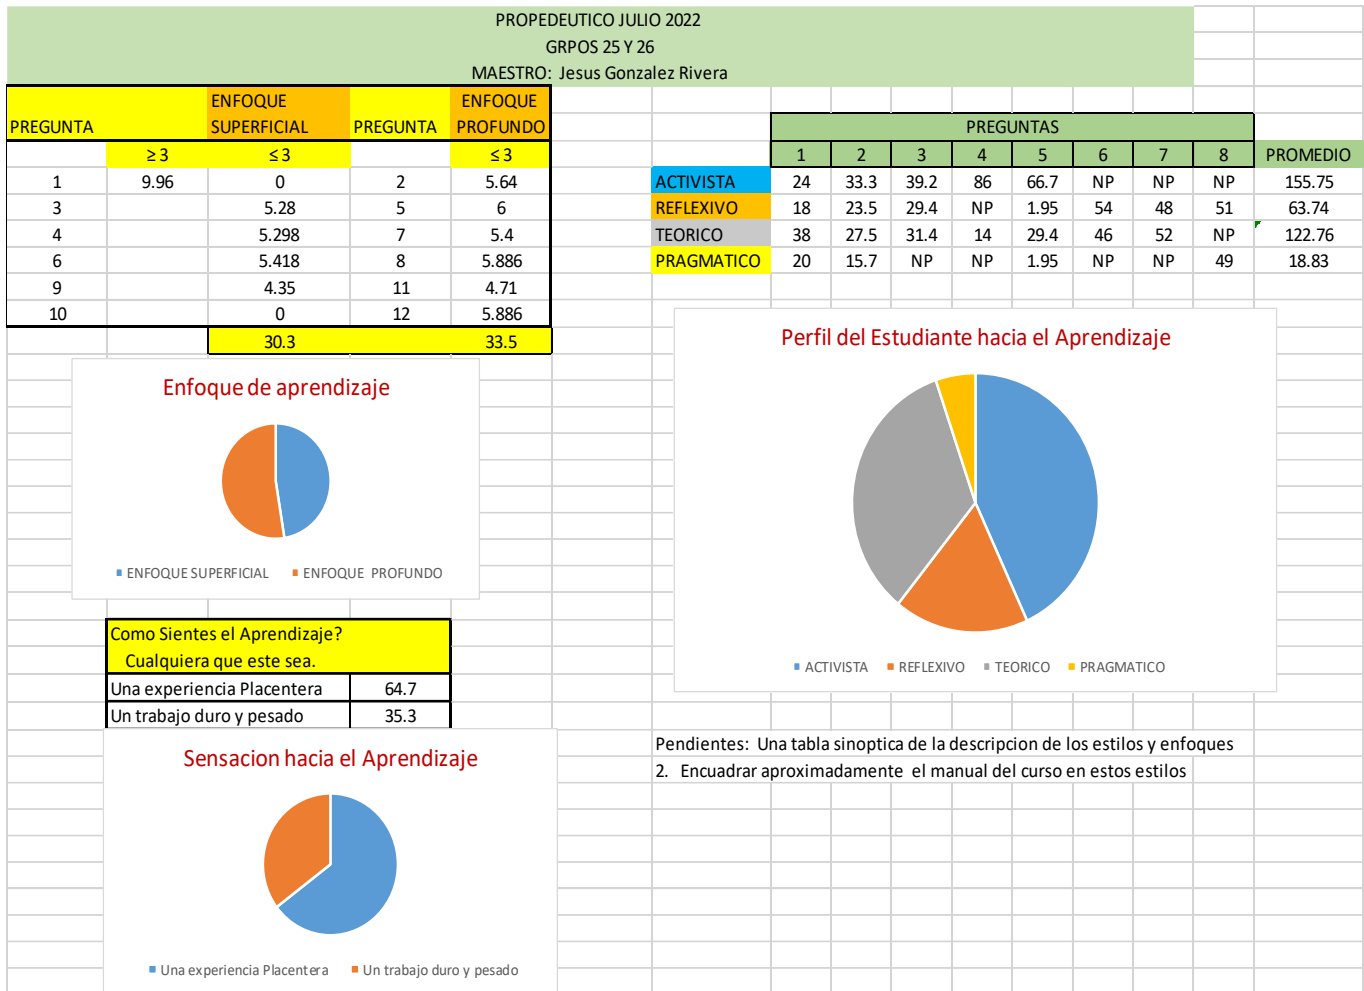 PROPEDEUTICO JULIO 2022
GRPOS 25 Y 26
MAESTRO: Jesus Gonzalez Rivera
PREGUNTA ENFOQUE SUPERFICIAL PREGUNTA ENFOQUE PROFUNDO
≥ 3 ≤ 3 ≤ 3
1 9.96 0 2 5.64
3 5.28 5 6
4 5.298 7 5.4
6 5.418 8 5.886
9 4.35 11 4.71
10 0 12 5.886
30.3 33.5
PREGUNTAS
1 2 3 4 5 6 7 8 PROMEDIO
ACTIVISTA 24 33.3 39.2 86 66.7 NP NP NP 155.75
REFLEXIVO 18 23.5 29.4 NP 1.95 54 48 51 63.74
TEORICO 38 27.5 31.4 14 29.4 46 52 NP 122.76
PRAGMATICO 20 15.7 NP NP 1.95 NP NP 49 18.83
Enfoque de aprendizaje
ENFOQUE SUPERFICIAL ENFOQUE PROFUNDO
Perfil del Estudiante hacia el Aprendizaje
ACTIVISTA REFLEXIVO TEORICO PRAGMATICO
Como Sientes el Aprendizaje?
Cualquiera que este sea.
Una experiencia Placentera 64.7
Un trabajo duro y pesado 35.3
Sensacion hacia el Aprendizaje
Una experiencia Placentera Un trabajo duro y pesado
Pendientes: Una tabla sinoptica de la descripcion de los estilos y enfoques
2. Encuadrar aproximadamente el manual del curso en estos estilos